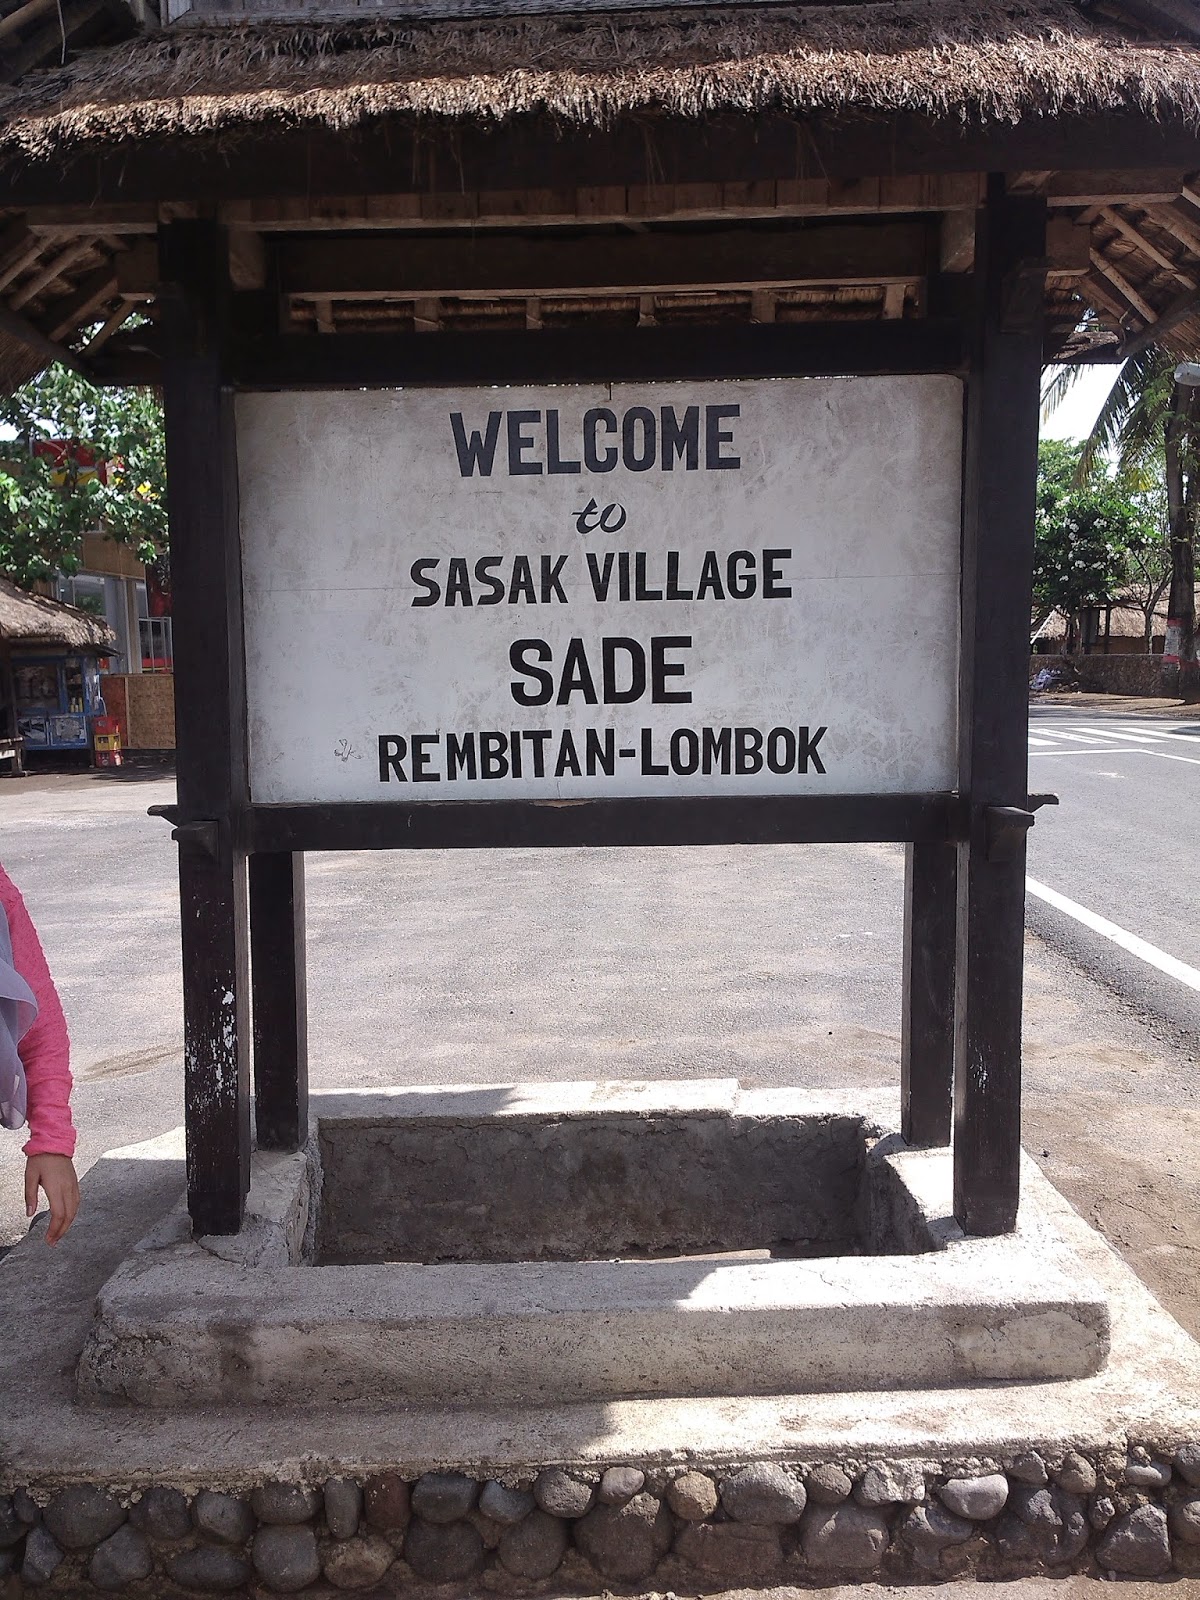 WELCOME
to
SASAK VILLAGE
SADE
REMBITAN-LOMBOK